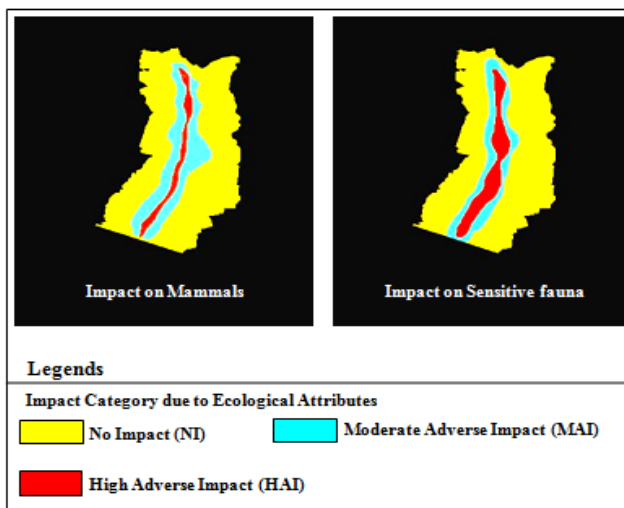 Impact on Mammals
Impact on Sensitive fauna
Legends
Impact Category due to Ecological Attributes
No Impact (NI)
Moderate Adverse Impact (MAI)
High Adverse Impact (HAI)